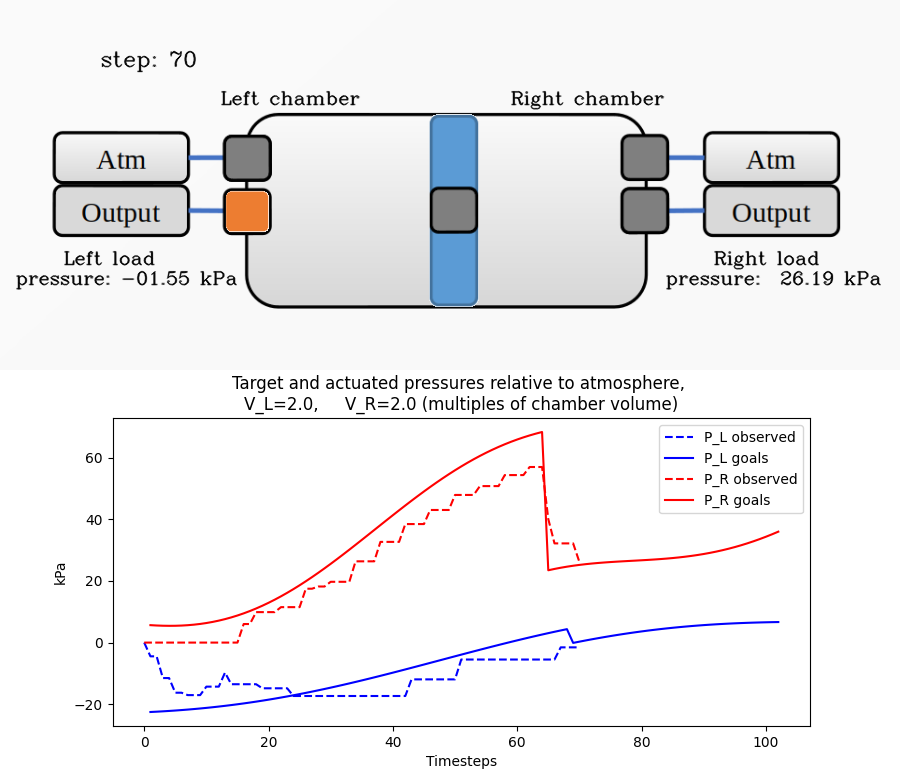 step: 70
Left chamber
Right chamber
Atm
Atm
Output
Output
Left load
pressure: -01.55 kPa
Right load
pressure: 26.19 kPa
Target and actuated pressures relative to atmosphere,
V_L=2.0, V_R=2.0 (multiples of chamber volume)
P_L observed
P_L goals
P_R observed
P_R goals
kPa
60
40
20
0
−20
0 20 40 60 80 100
Timesteps